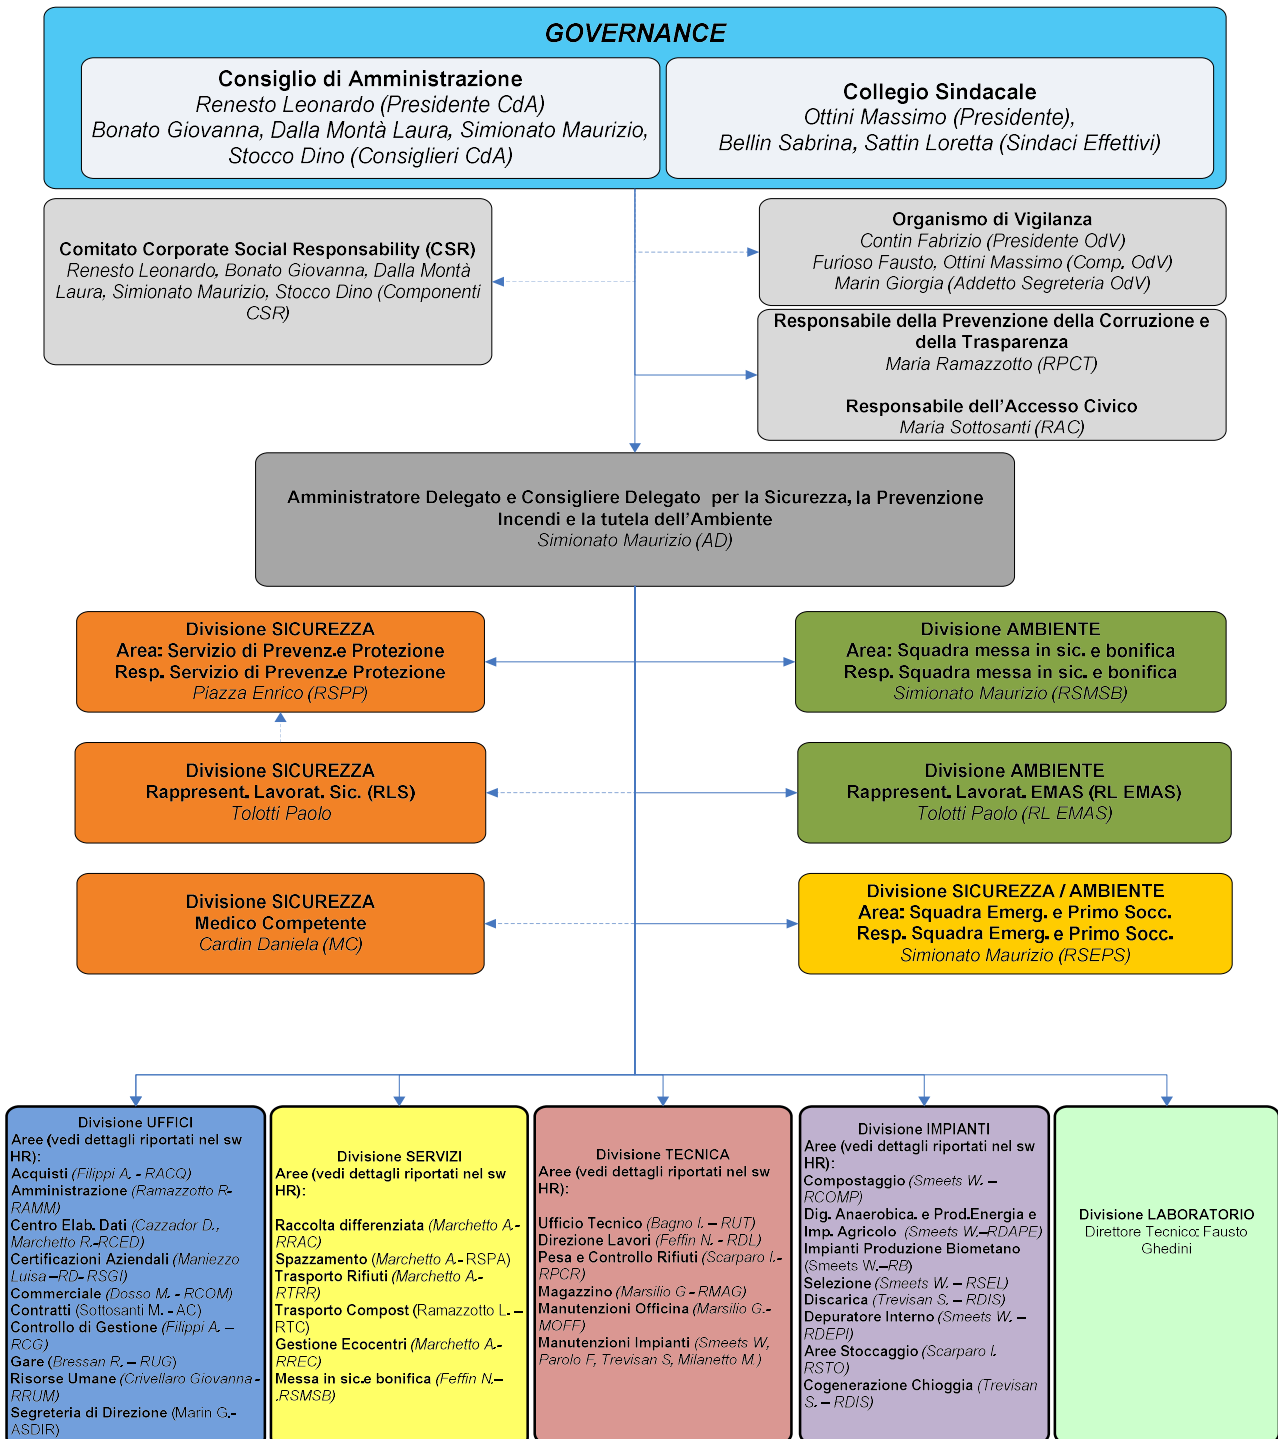 GOVERNANCE
Consiglio di Amministrazione
Renesto Leonardo (Presidente CdA)
Bonato Giovanna, Dalla Montà Laura, Simionato Maurizio,
Stocco Dino (Consiglieri CdA)
Collegio Sindacale
Ottini Massimo (Presidente),
Bellin Sabrina, Sattin Loretta (Sindaci Effettivi)
Comitato Corporate Social Responsability (CSR)
Renesto Leonardo, Bonato Giovanna, Dalla Montà
Laura, Simionato Maurizio, Stocco Dino (Componenti
CSR)
Organismo di Vigilanza
Contin Fabrizio (Presidente OdV)
Furioso Fausto, Ottini Massimo (Comp. OdV)
Marin Giorgia (Addetto Segreteria OdV)
Responsabile della Prevenzione della Corruzione e
della Trasparenza
Maria Ramazzotto (RPCT)
Responsabile dell'Accesso Civico
Maria Sottosanti (RAC)
Amministratore Delegato e Consigliere Delegato per la Sicurezza, la Prevenzione
Incendi e la tutela dell'Ambiente
Simionato Maurizio (AD)
Divisione SICUREZZA
Area: Servizio di Prevenz.e Protezione
Resp. Servizio di Prevenz.e Protezione
Piazza Enrico (RSPP)
Divisione AMBIENTE
Area: Squadra messa in sic. e bonifica
Resp. Squadra messa in sic. e bonifica
Simionato Maurizio (RSMSB)
Divisione SICUREZZA
Rappresent. Lavorat. Sic. (RLS)
Tolotti Paolo
Divisione AMBIENTE
Rappresent. Lavorat. EMAS (RL EMAS)
Tolotti Paolo (RL EMAS)
Divisione SICUREZZA
Medico Competente
Cardin Daniela (MC)
Divisione SICUREZZA / AMBIENTE
Area: Squadra Emerg. e Primo Socc.
Resp. Squadra Emerg. e Primo Socc.
Simionato Maurizio (RSEPS)
Divisione UFFICI
Aree (vedi dettagli riportati nel sw
HR):
Acquisti (Filippi A. - RACQ)
Amministrazione (Ramazzotto R-
RAMM)
Centro Elab. Dati (Cazzador D.,
Marchetto R.-RCED)
Certificazioni Aziendali (Maniezzo
Luisa –RD- RSGI)
Commerciale (Dosso M. - RCOM)
Contratti (Sottosanti M. - AC)
Controllo di Gestione (Filippi A. –
RCG)
Gare (Bressan R. – RUG)
Risorse Umane (Crivellaro Giovanna -
RRUM)
Segreteria di Direzione (Marin G.-
ASDIR)
Divisione SERVIZI
Aree (vedi dettagli riportati nel sw
HR):
Raccolta differenziata (Marchetto A.-
RRAC)
Spazzamento (Marchetto A.- RSPA)
Trasporto Rifiuti (Marchetto A.-
RTRR)
Trasporto Compost (Ramazzotto L. –
RTC)
Gestione Ecocentri (Marchetto A.-
RREC)
Messa in sic.e bonifica (Feffin N.–
.RSMSB)
Divisione TECNICA
Aree (vedi dettagli riportati nel sw
HR):
Ufficio Tecnico (Bagno I. – RUT)
Direzione Lavori (Feffin N. - RDL)
Pesa e Controllo Rifiuti (Scarparo I.-
RPCR)
Magazzino (Marsilio G - RMAG)
Manutenzioni Officina (Marsilio G.-
MOFF)
Manutenzioni Impianti (Smeets W,
Parolo F, Trevisan S, Milanetto M.)
Divisione IMPIANTI
Aree (vedi dettagli riportati nel sw
HR):
Compostaggio (Smeets W. –
RCOMP)
Dig. Anaerobica. e Prod.Energia e
Imp. Agricolo (Smeets W.–RDAPE)
Impianti Produzione Biometano
(Smeets W.–RB)
Selezione (Smeets W. – RSEL)
Discarica (Trevisan S. – RDIS)
Depuratore Interno (Smeets W. –
RDEPI)
Aree Stoccaggio (Scarparo I.
RSTO)
Cogenerazione Chioggia (Trevisan
S. – RDIS)
Divisione LABORATORIO
Direttore Tecnico: Fausto
Ghedini